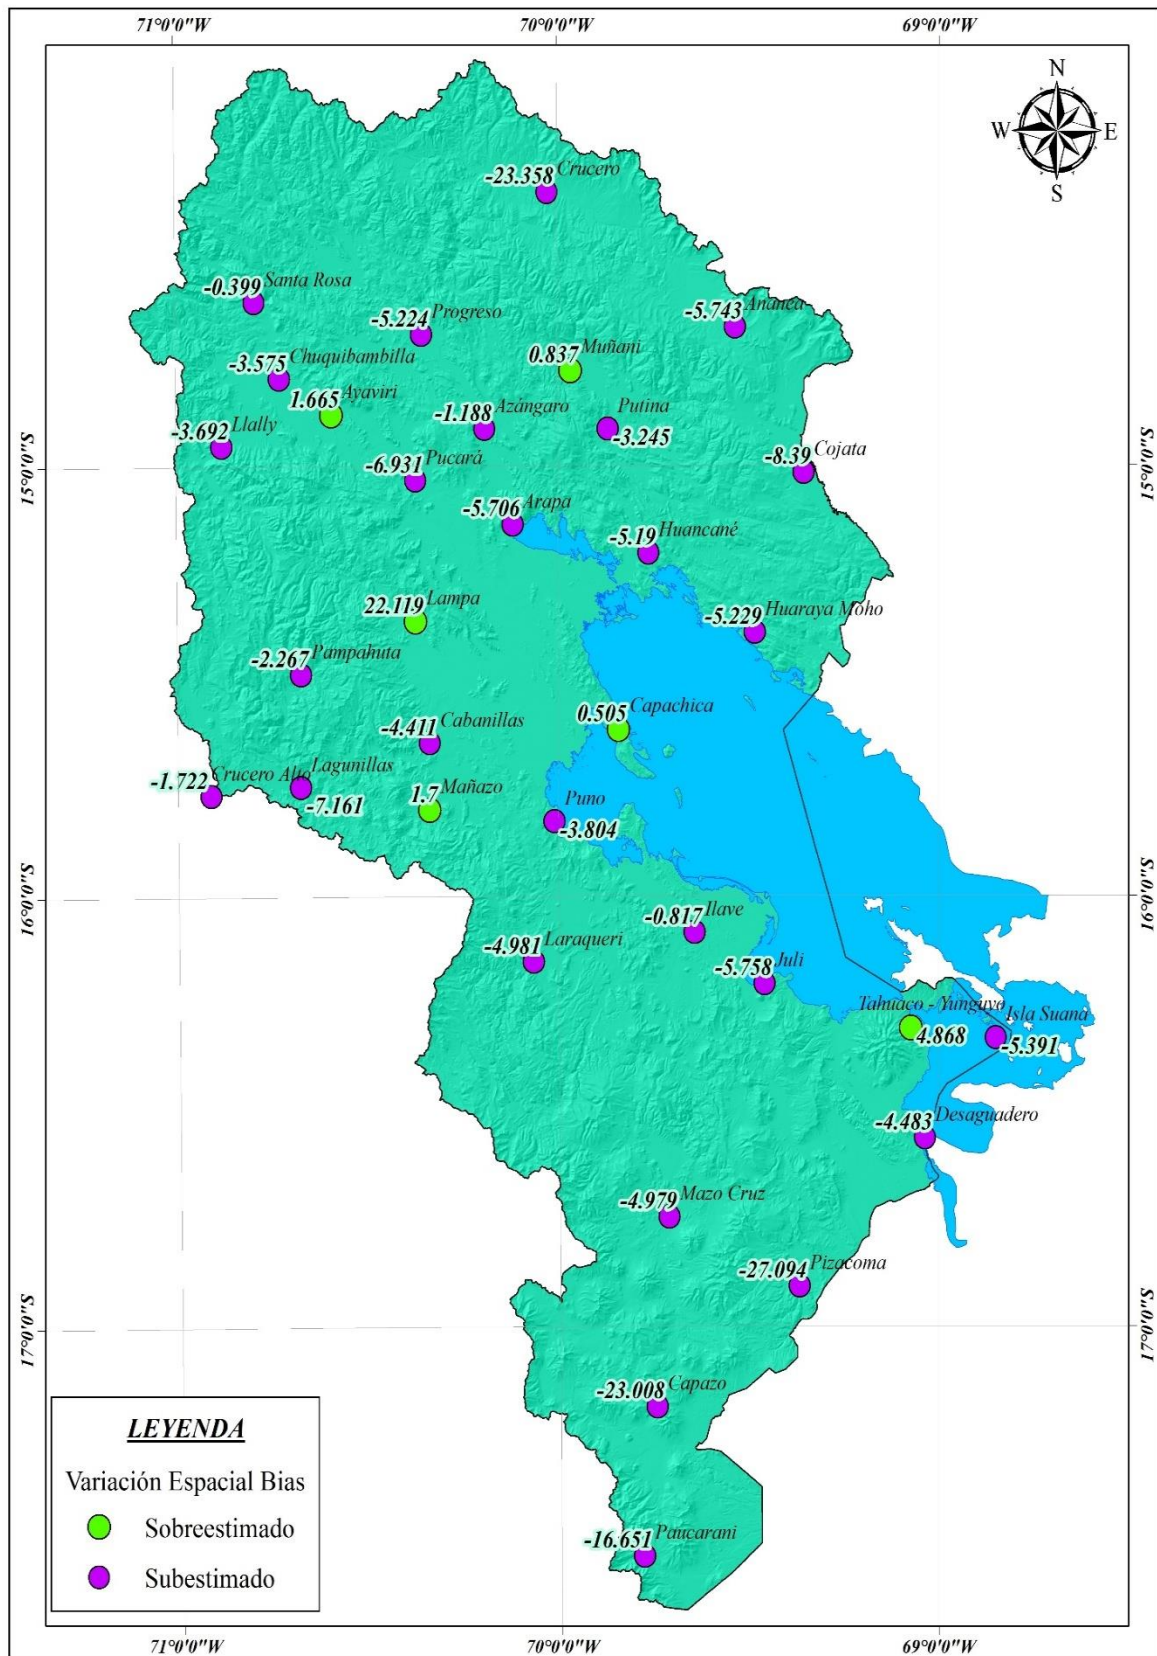 71°0'0"W 70°0'0"W 69°0'0"W
N
W E
S
Crucero
-23.358
Santa Rosa
-0.399
Progreso
-5.224
Ananea
-5.743
Chuquibambilla
-3.575
Muñani
0.837
Ayaviri
1.665
Azángaro
-1.188
Putina
-3.245
Llally
-3.692
Cojata
-8.39
15°0'0"S
15°0'0"S
Pucará
-6.931
Arapa
-5.706
Huancané
-5.19
Lampa
22.119
Huaraya Moho
-5.229
Pampahuta
-2.267
Capachica
0.505
Cabanillas
-4.411
Crucero Alto
-1.722
Lagunillas
-7.161
Mañazo
1.7
Puno
-3.804
16°0'0"S
16°0'0"S
Ilave
-0.817
Laraqueri
-4.981
Juli
-5.758
Tahuaco - Yunguyo
4.868
Isla Suana
-5.391
Desaguadero
-4.483
Mazo Cruz
-4.979
Pizacoma
-27.094
17°0'0"S
17°0'0"S
Capazo
-23.008
Paucarani
-16.651
LEYENDA
Variación Espacial Bias
Sobreestimado
Subestimado
71°0'0"W 70°0'0"W 69°0'0"W